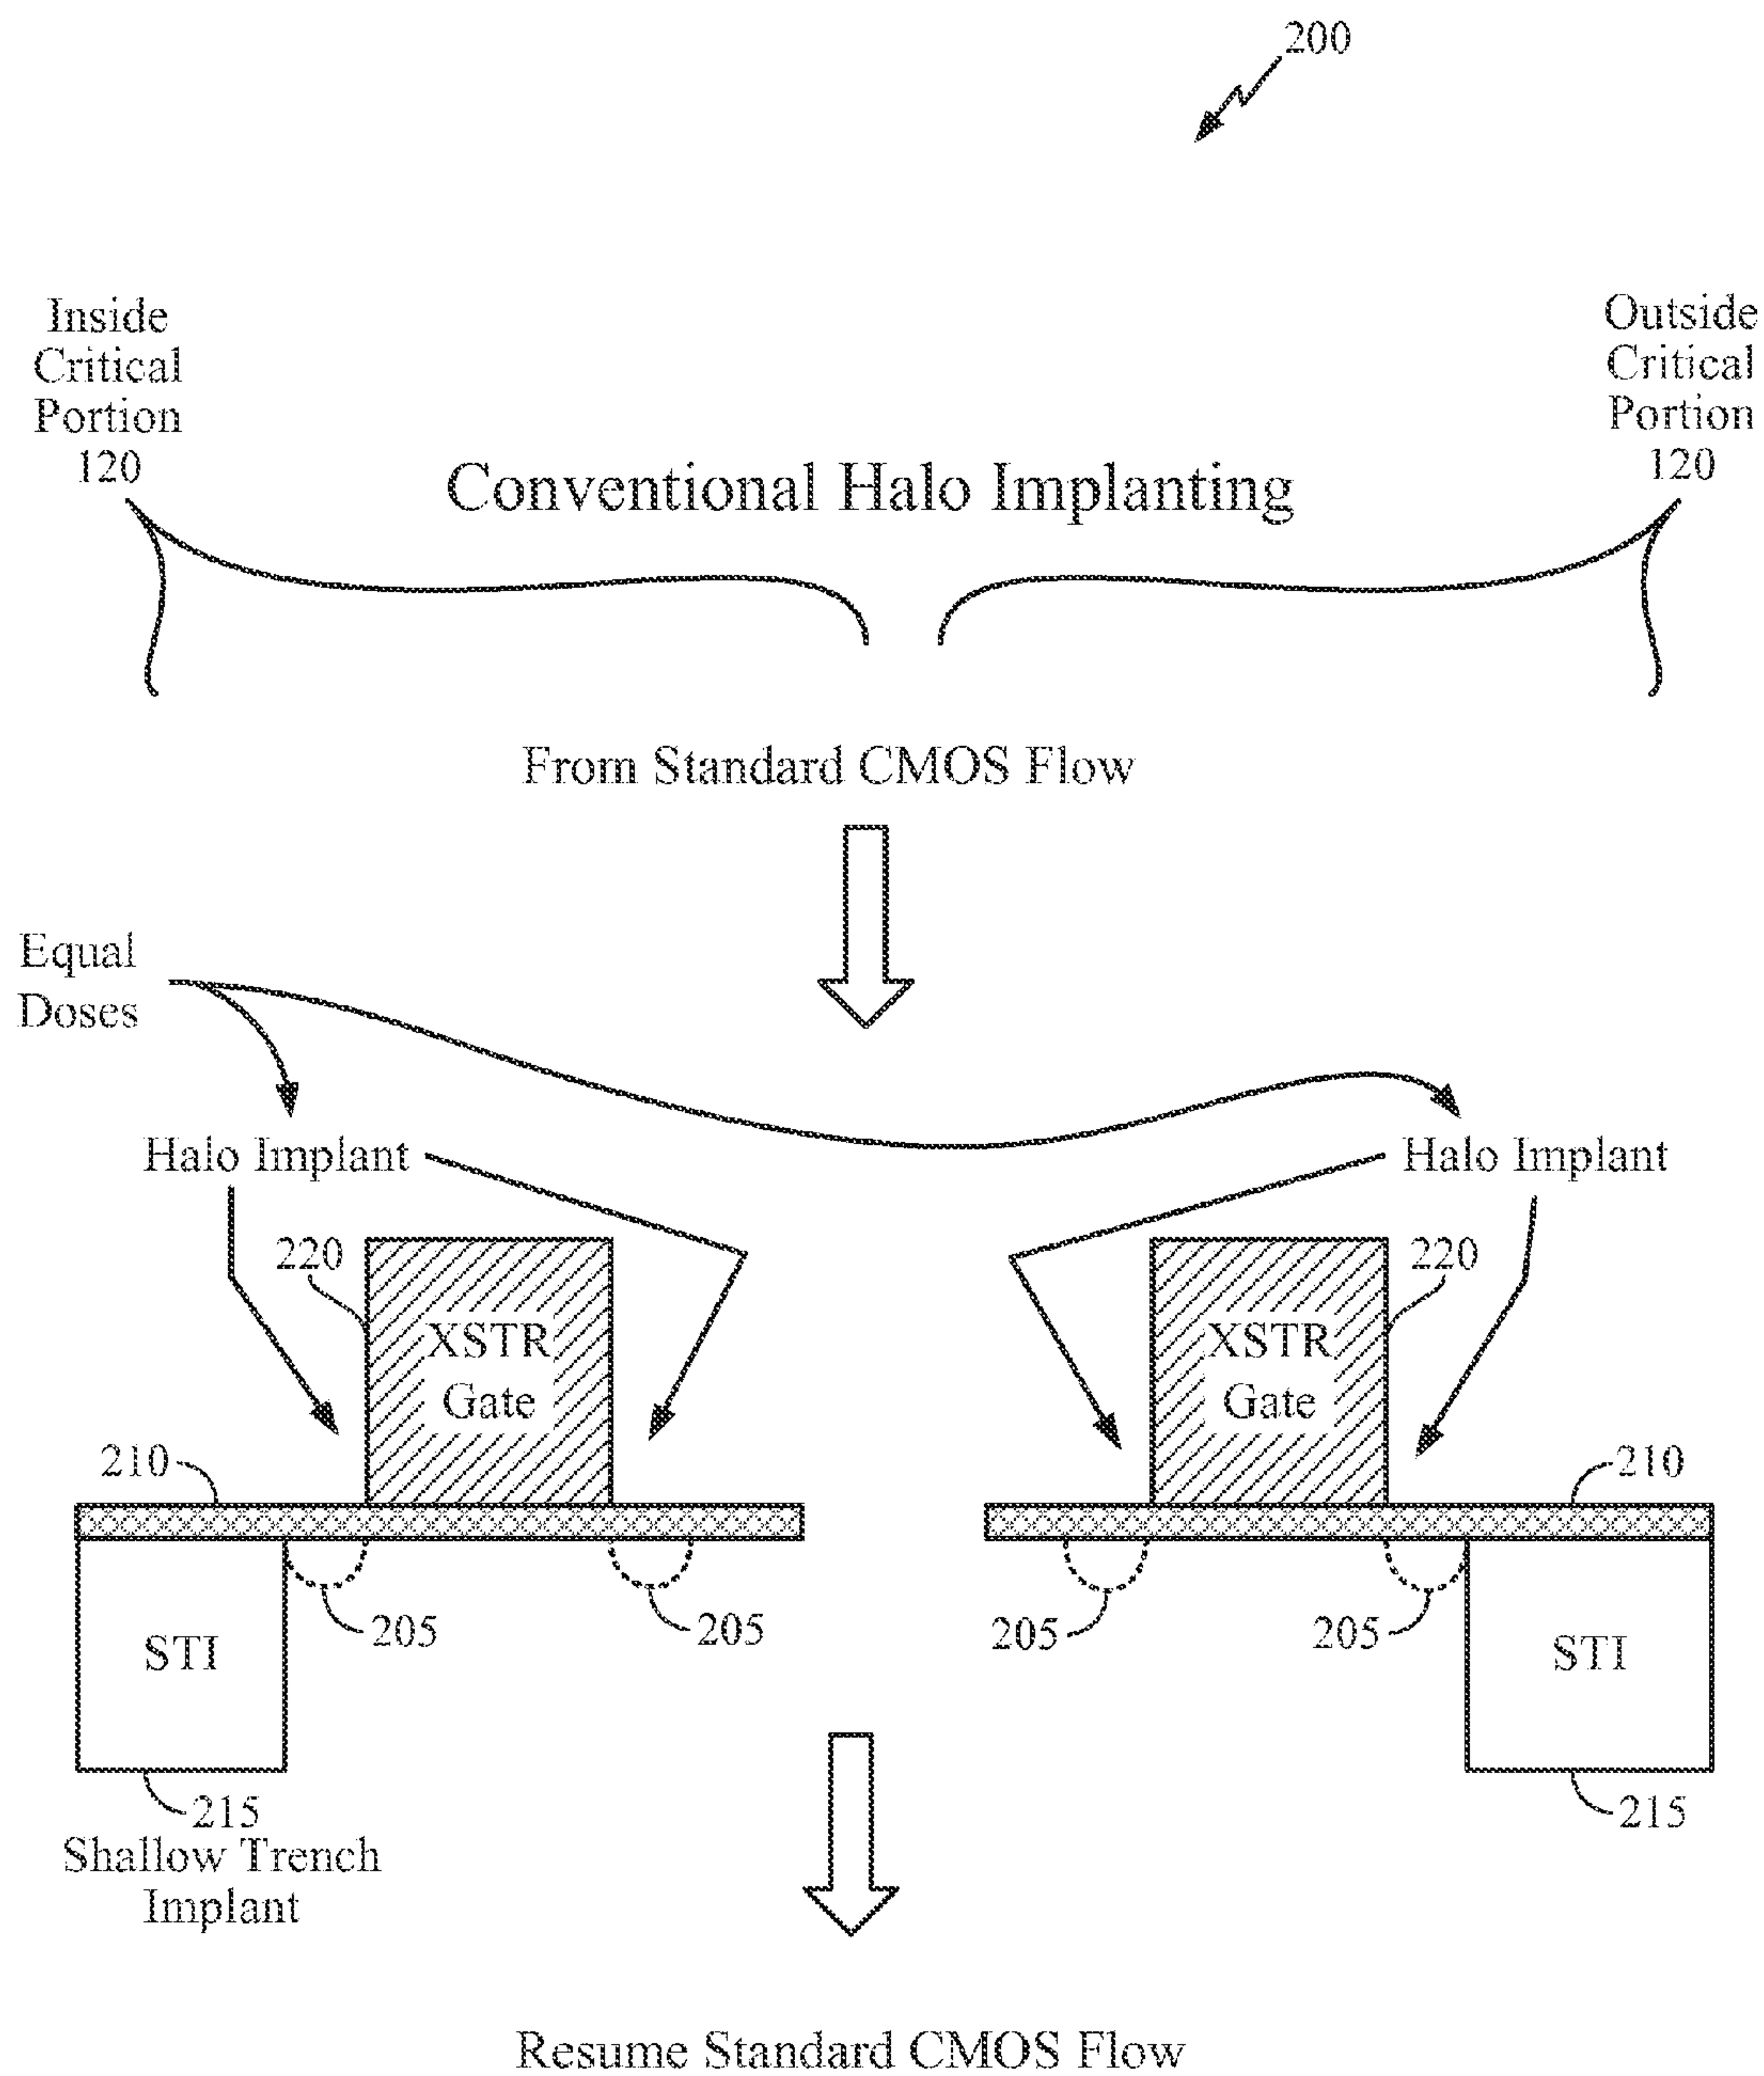 200
Inside
Critical
Portion
120
Outside
Critical
Portion
120
Conventional Halo Implanting
From Standard CMOS Flow
Equal
Doses
Halo Implant
Halo Implant
220
XSTR
Gate
XSTR
Gate
220
210
210
205
205
205
205
STI
STI
215
Shallow Trench
Implant
215
Resume Standard CMOS Flow